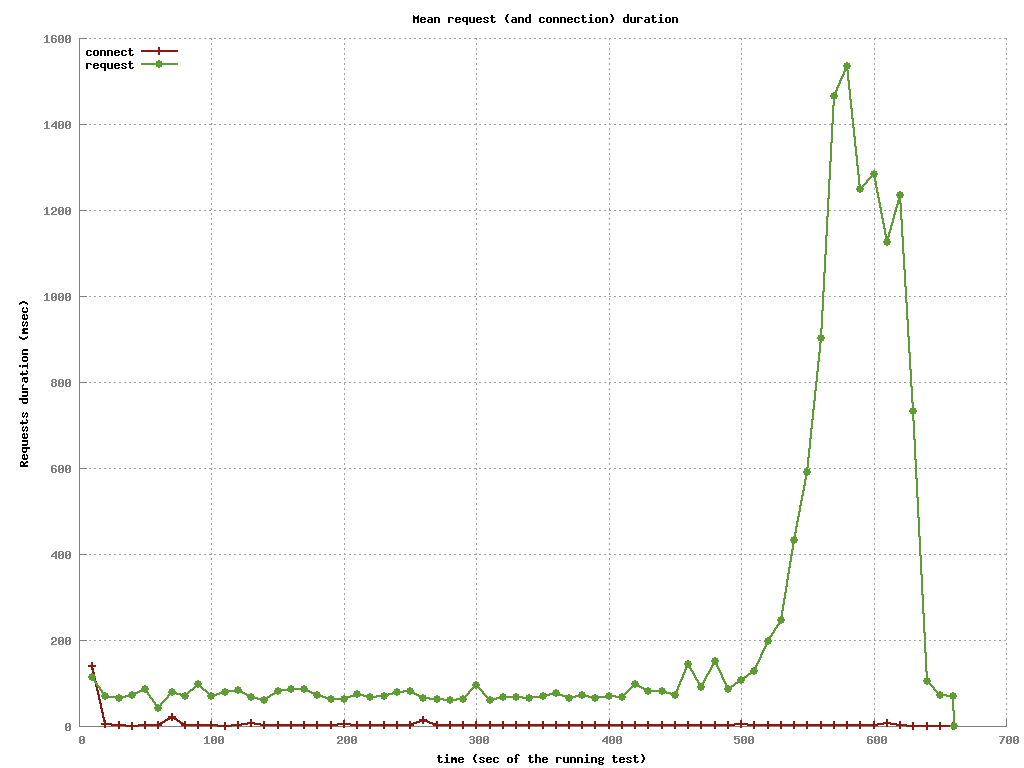 Mean request (and connection) duration
1600
connect
request
1400
1200
1000
800
600
400
200
0
Requests duration (msec)
0 100 200 300 400 500 600 700
time (sec of the running test)